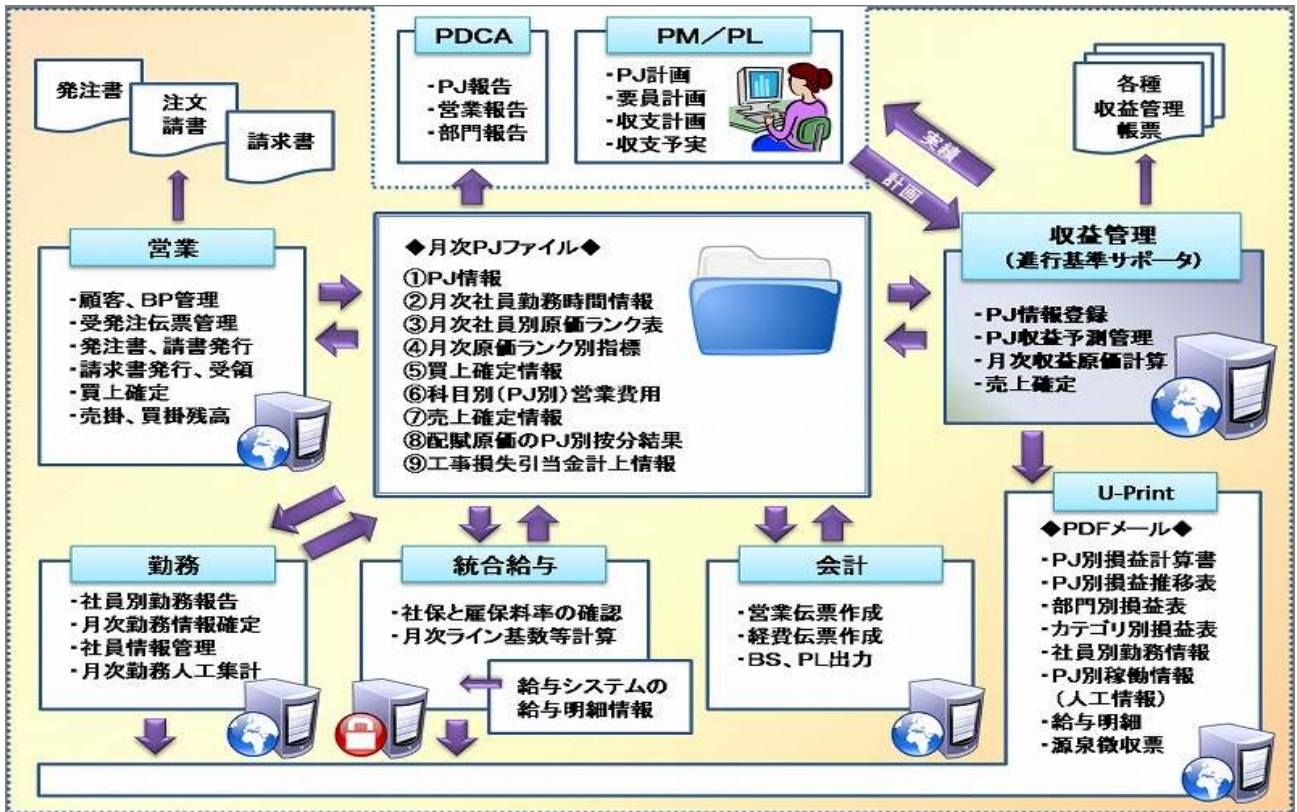 PDCA
・PJ報告
・営業報告
・部門報告
PM／PL
・PJ計画
・要員計画
・収支計画
・収支予実
発注書
注文
請書
請求書
各種
収益管理
帳票
実績
計画
営業
・顧客、BP管理
・受発注伝票管理
・発注書、請書発行
・請求書発行、受領
・買上確定
・売掛、買掛残高
◆月次PJファイル◆
①PJ情報
②月次社員勤務時間情報
③月次社員別原価ランク表
④月次原価ランク別指標
⑤買上確定情報
⑥科目別(PJ別)営業費用
⑦売上確定情報
⑧配賦原価のPJ別按分結果
⑨工事損失引当金計上情報
収益管理
(進行基準サポータ)
・PJ情報登録
・PJ収益予測管理
・月次収益原価計算
・売上確定
勤務
・社員別勤務報告
・月次勤務情報確定
・社員情報管理
・月次勤務人工集計
統合給与
・社保と雇保料率の確認
・月次ライン基数等計算
給与システムの
給与明細情報
会計
・営業伝票作成
・経費伝票作成
・BS、PL出力
U-Print
◆PDFメール◆
・PJ別損益計算書
・PJ別損益推移表
・部門別損益表
・カテゴリ別損益表
・社員別勤務情報
・PJ別稼働情報
(人工情報)
・給与明細
・源泉徴収票